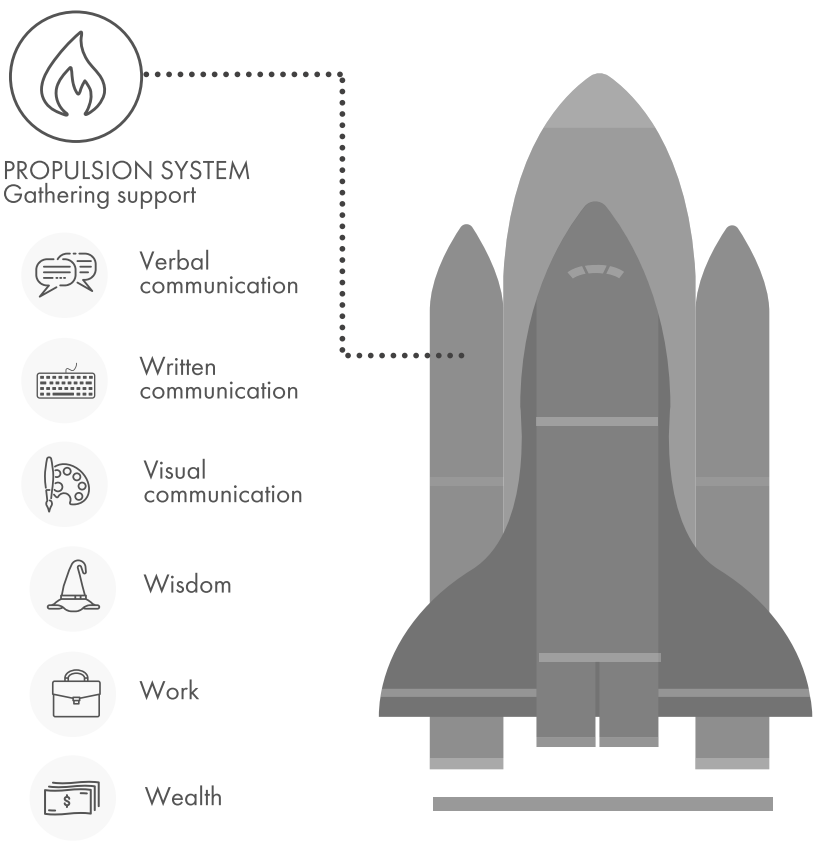 PROPULSION SYSTEM
Gathering support
Verbal
communication
Written
communication
Visual
communication
Wisdom
Work
$
Wealth